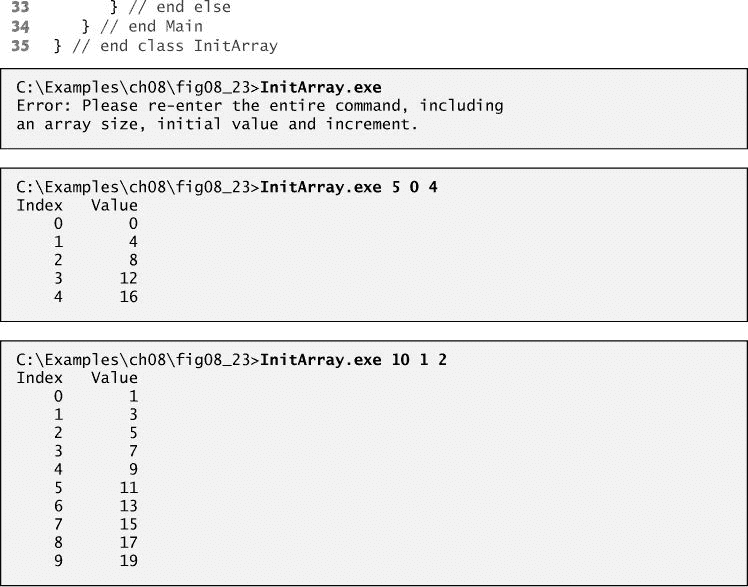 33 } // end else
34 } // end Main
35 } // end class InitArray
C:\Examples\ch08\fig08_23>InitArray.exe
Error: Please re-enter the entire command, including
an array size, initial value and increment.
C:\Examples\ch08\fig08_23>InitArray.exe 5 0 4
Index Value
0 0
1 4
2 8
3 12
4 16
C:\Examples\ch08\fig08_23>InitArray.exe 10 1 2
Index Value
0 1
1 3
2 5
3 7
4 9
5 11
6 13
7 15
8 17
9 19